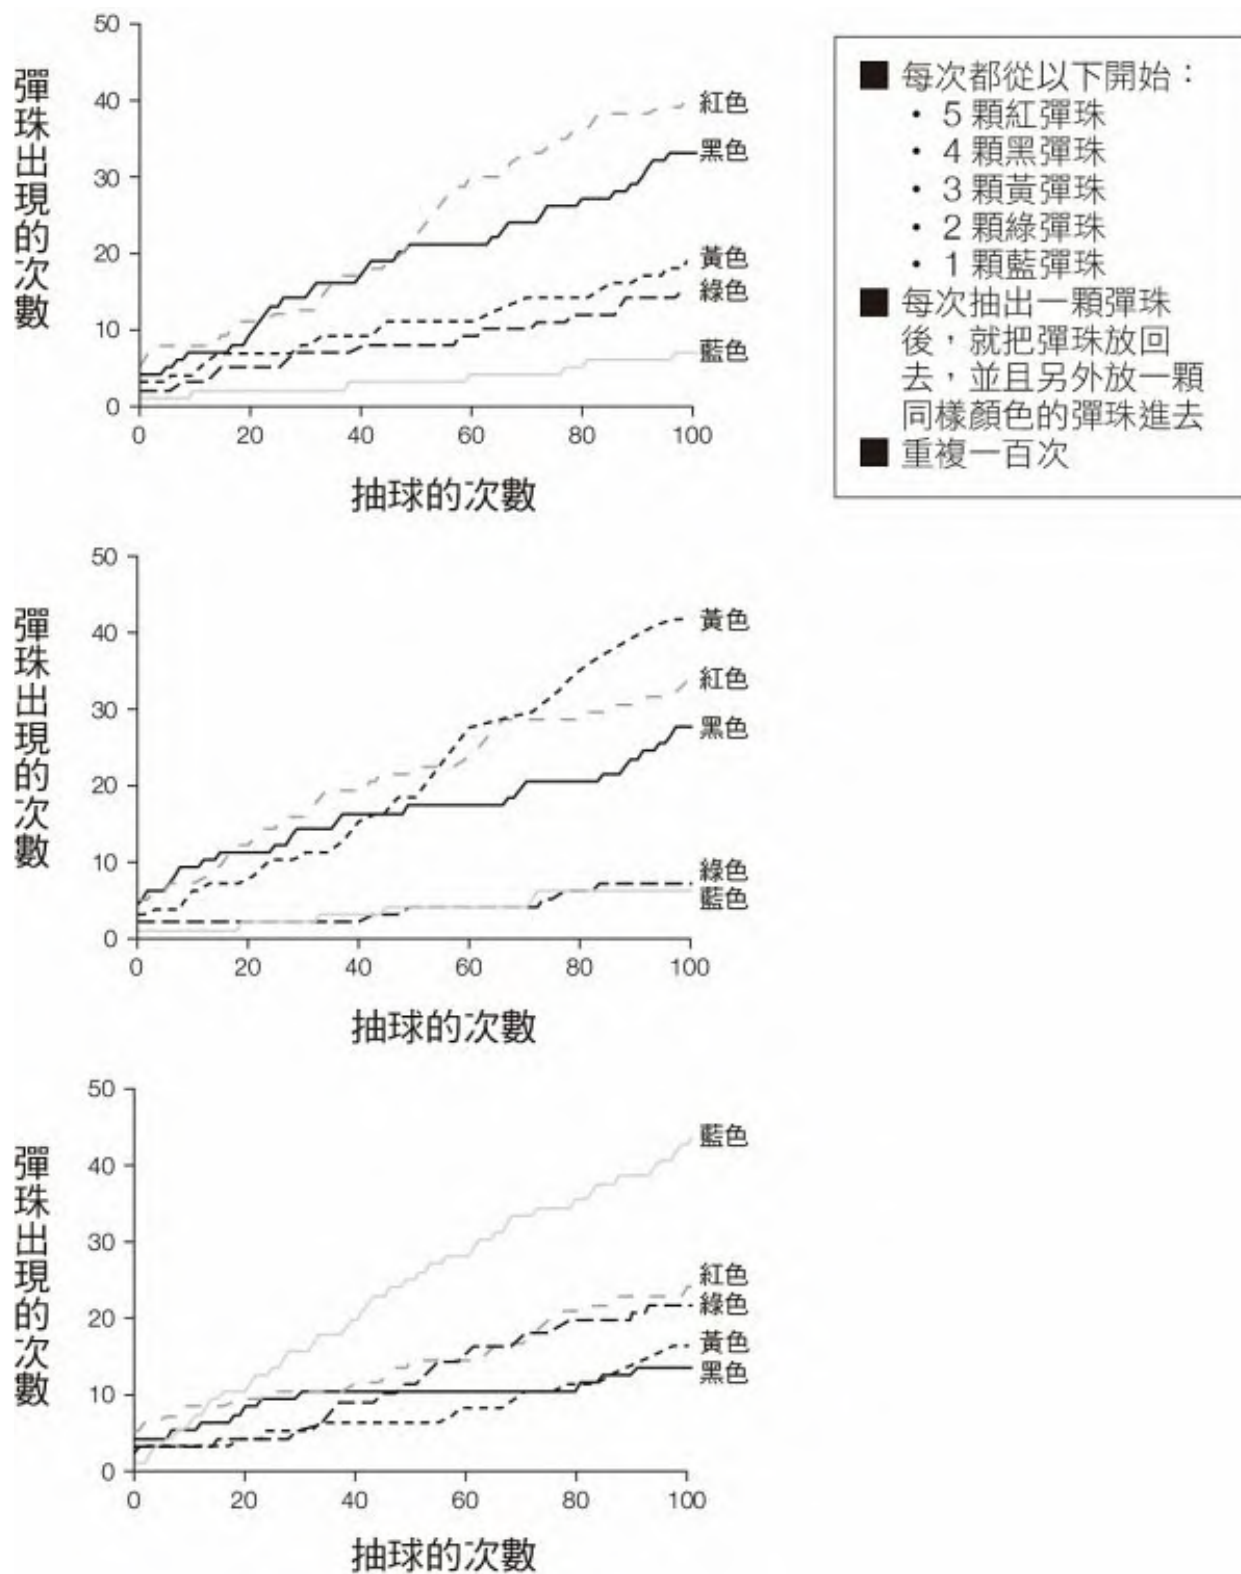 50
40
30
20
10
0
0 20 40 60 80 100
彈珠出現的次數
紅色
黑色
黃色
綠色
藍色
抽球的次數
■ 每次都從以下開始：
・5 顆紅彈珠
・4 顆黑彈珠
・3 顆黃彈珠
・2 顆綠彈珠
・1 顆藍彈珠
■ 每次抽出一顆彈珠
後，就把彈珠放回
去，並且另外放一顆
同樣顏色的彈珠進去
■ 重複一百次
50
40
30
20
10
0
0 20 40 60 80 100
彈珠出現的次數
黃色
紅色
黑色
綠色
藍色
抽球的次數
50
40
30
20
10
0
0 20 40 60 80 100
彈珠出現的次數
藍色
紅色
綠色
黃色
黑色
抽球的次數